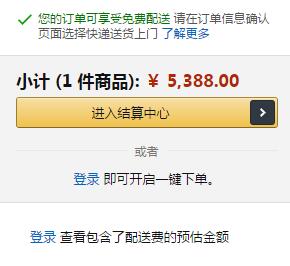 您的订单可享受免费配送 请在订单信息确认
页面选择快递送货上门 了解更多
小计 (1 件商品): ￥ 5,388.00
进入结算中心
或者
登录 即可开启一键下单。
登录 查看包含了配送费的预估金额